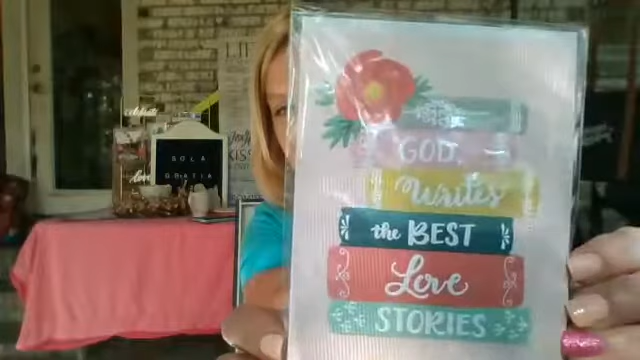 GOD
Writes
the BEST
Love
STORIES
SOLA
GRATIA
KISS